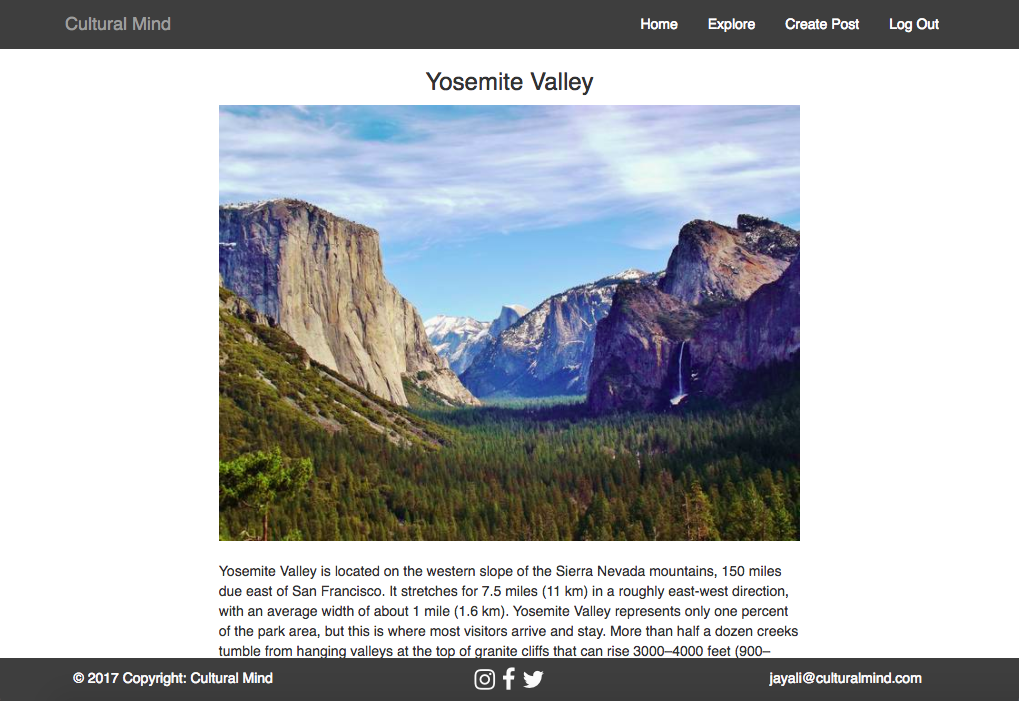 Cultural Mind
Home Explore Create Post Log Out
Yosemite Valley
Yosemite Valley is located on the western slope of the Sierra Nevada mountains, 150 miles
due east of San Francisco. It stretches for 7.5 miles (11 km) in a roughly east-west direction,
with an average width of about 1 mile (1.6 km). Yosemite Valley represents only one percent
of the park area, but this is where most visitors arrive and stay. More than half a dozen creeks
tumble from hanging valleys at the top of granite cliffs that can rise 3000–4000 feet (900–
© 2017 Copyright: Cultural Mind
jayali@culturalmind.com